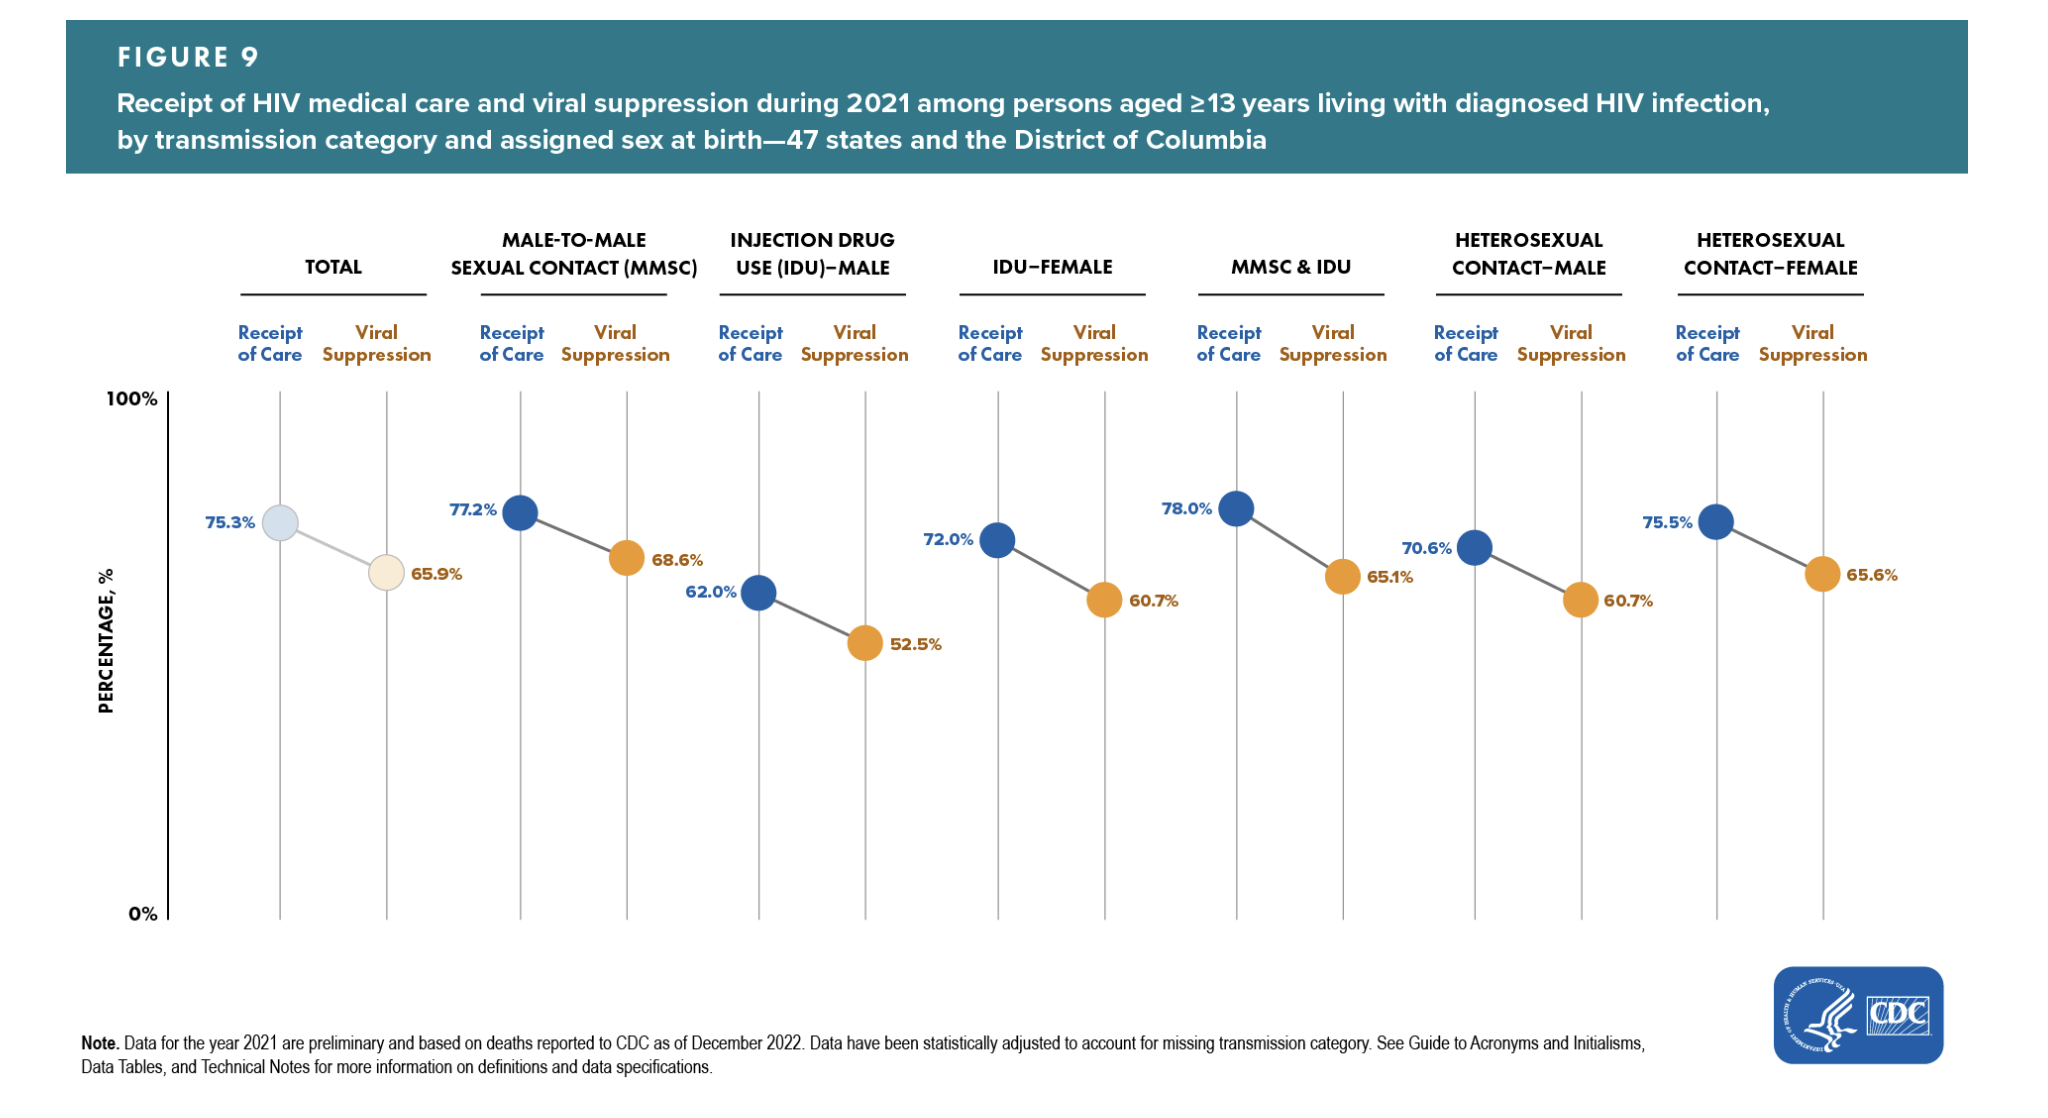 FIGURE 9
Receipt of HIV medical care and viral suppression during 2021 among persons aged ≥13 years living with diagnosed HIV infection,
by transmission category and assigned sex at birth—47 states and the District of Columbia
TOTAL
MALE-TO-MALE
SEXUAL CONTACT (MMSC)
INJECTION DRUG
USE (IDU)–MALE
IDU–FEMALE
MMSC & IDU
HETEROSEXUAL
CONTACT–MALE
HETEROSEXUAL
CONTACT–FEMALE
Receipt
of Care
Viral
Suppression
Receipt
of Care
Viral
Suppression
Receipt
of Care
Viral
Suppression
Receipt
of Care
Viral
Suppression
Receipt
of Care
Viral
Suppression
Receipt
of Care
Viral
Suppression
Receipt
of Care
Viral
Suppression
100%
PERCENTAGE, %
0%
75.3%
65.9%
77.2%
68.6%
62.0%
52.5%
72.0%
60.7%
78.0%
65.1%
70.6%
60.7%
75.5%
65.6%
DEPARTMENT OF HEALTH & HUMAN SERVICES·USA
CDC
Note. Data for the year 2021 are preliminary and based on deaths reported to CDC as of December 2022. Data have been statistically adjusted to account for missing transmission category. See Guide to Acronyms and Initialisms,
Data Tables, and Technical Notes for more information on definitions and data specifications.